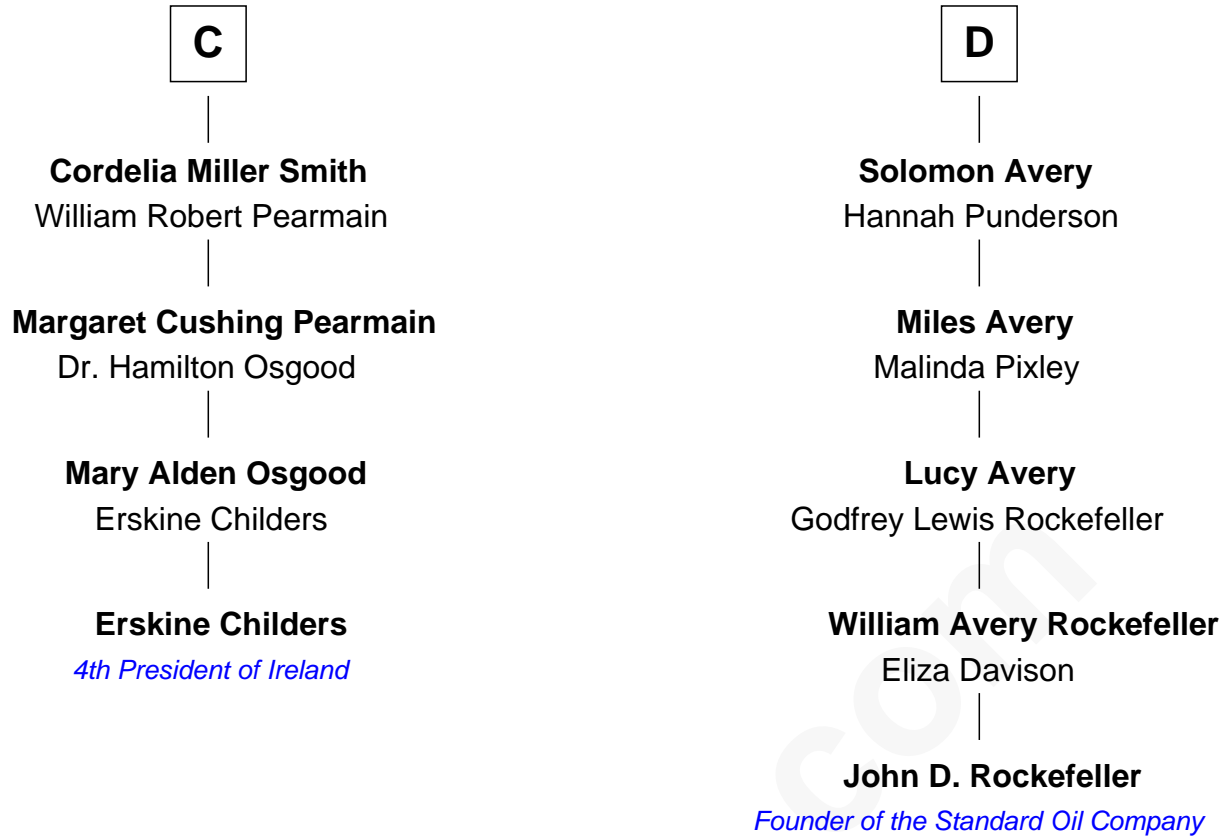 C
Cordelia Miller Smith
William Robert Pearmain
Margaret Cushing Pearmain
Dr. Hamilton Osgood
Mary Alden Osgood
Erskine Childers
Erskine Childers
4th President of Ireland
D
Solomon Avery
Hannah Punderson
Miles Avery
Malinda Pixley
Lucy Avery
Godfrey Lewis Rockefeller
William Avery Rockefeller
Eliza Davison
John D. Rockefeller
Founder of the Standard Oil Company
com